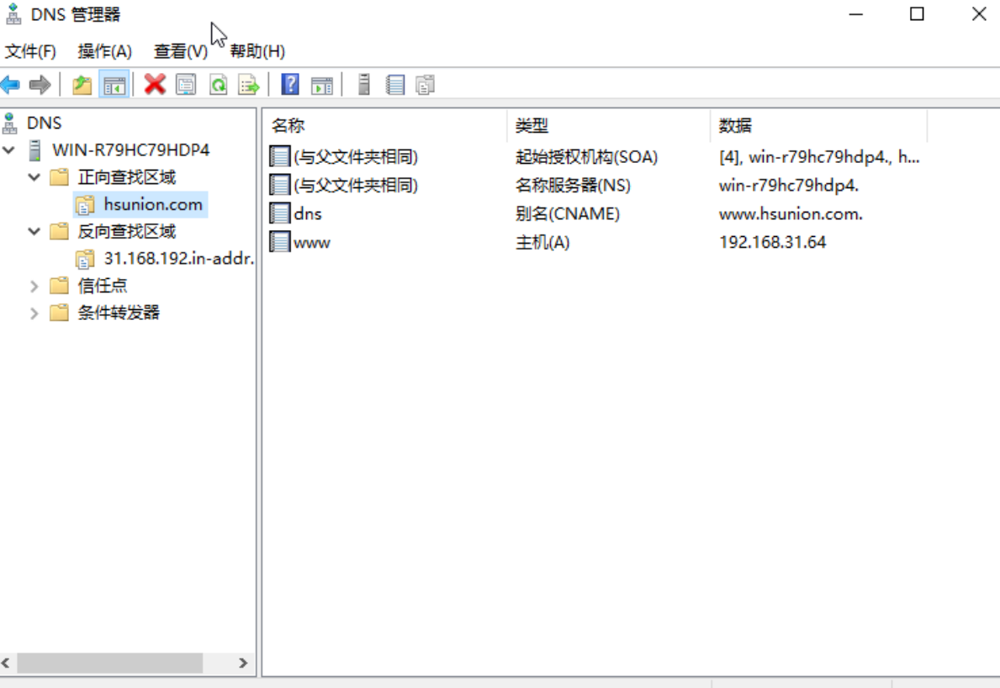 DNS 管理器
文件(F) 操作(A) 查看(V) 帮助(H)
DNS
WIN-R79HC79HDP4
正向查找区域
hsunion.com
反向查找区域
31.168.192.in-addr.
信任点
条件转发器
名称 类型 数据
(与父文件夹相同) 起始授权机构(SOA) [4], win-r79hc79hdp4., h...
(与父文件夹相同) 名称服务器(NS) win-r79hc79hdp4.
dns 别名(CNAME) www.hsunion.com.
www 主机(A) 192.168.31.64